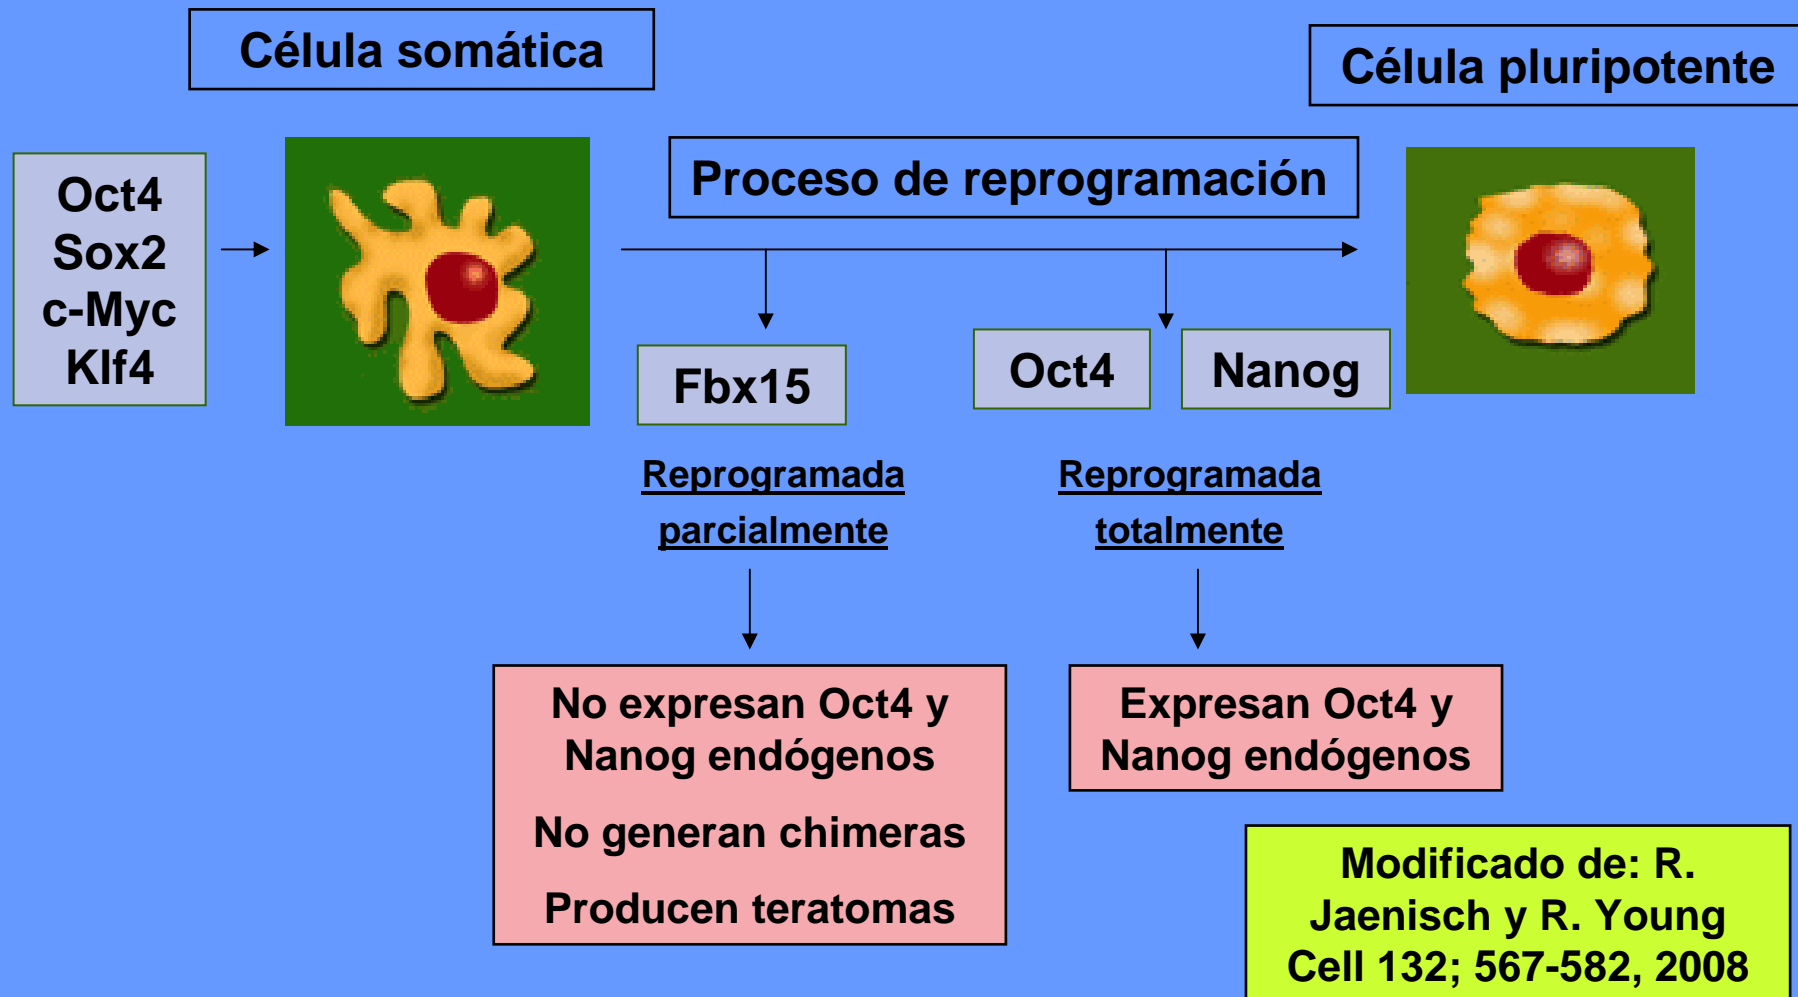 Célula somática
Célula pluripotente
Proceso de reprogramación
Oct4
Sox2
c-Myc
Klf4
Fbx15
Oct4
Nanog
Reprogramada
parcialmente
Reprogramada
totalmente
No expresan Oct4 y
Nanog endógenos
No generan chimeras
Producen teratomas
Expresan Oct4 y
Nanog endógenos
Modificado de: R.
Jaenisch y R. Young
Cell 132; 567-582, 2008